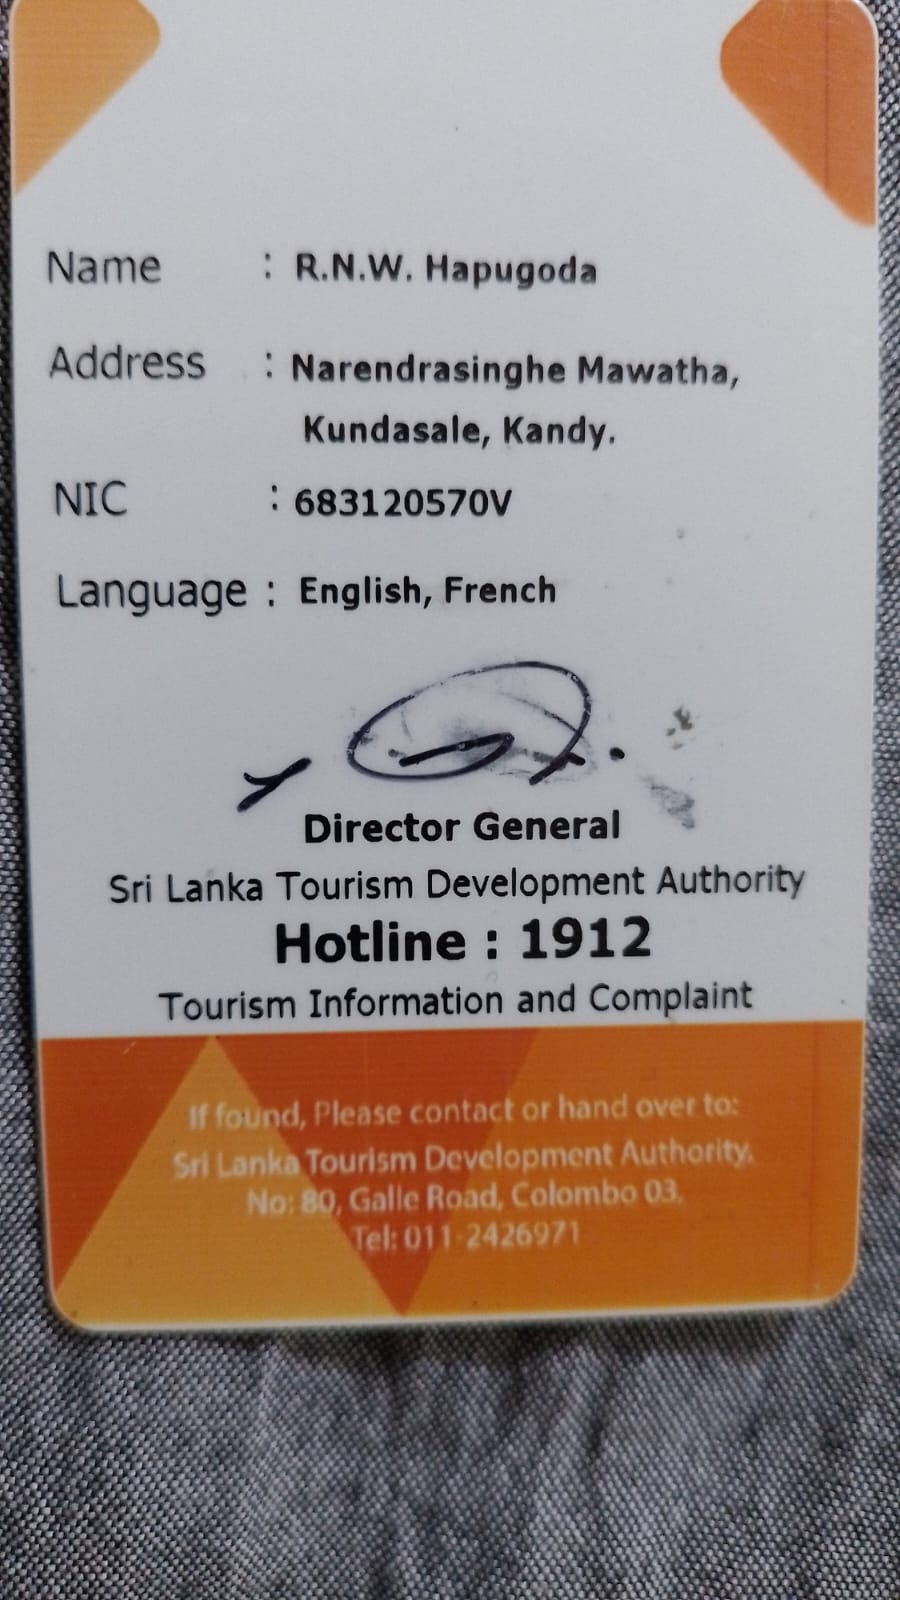 Name : R.N.W. Hapugoda
Address : Narendrasinghe Mawatha,
Kundasale, Kandy.
NIC : 683120570V
Language : English, French
Director General
Sri Lanka Tourism Development Authority
Hotline : 1912
Tourism Information and Complaint
If found, Please contact or hand over to:
Sri Lanka Tourism Development Authority.
No: 80, Galle Road, Colombo 03.
Tel: 011-2426971